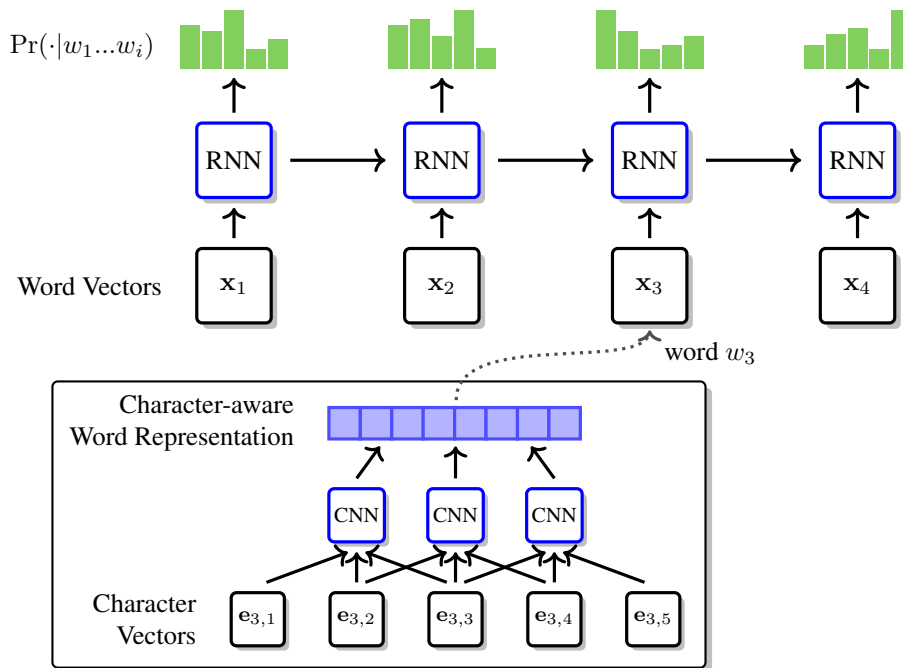 Pr(·|w₁...wᵢ)
RNN RNN RNN RNN
Word Vectors x₁ x₂ x₃ x₄
word w₃
Character-aware
Word Representation
CNN CNN CNN
Character
Vectors
e₃,₁ e₃,₂ e₃,₃ e₃,₄ e₃,₅